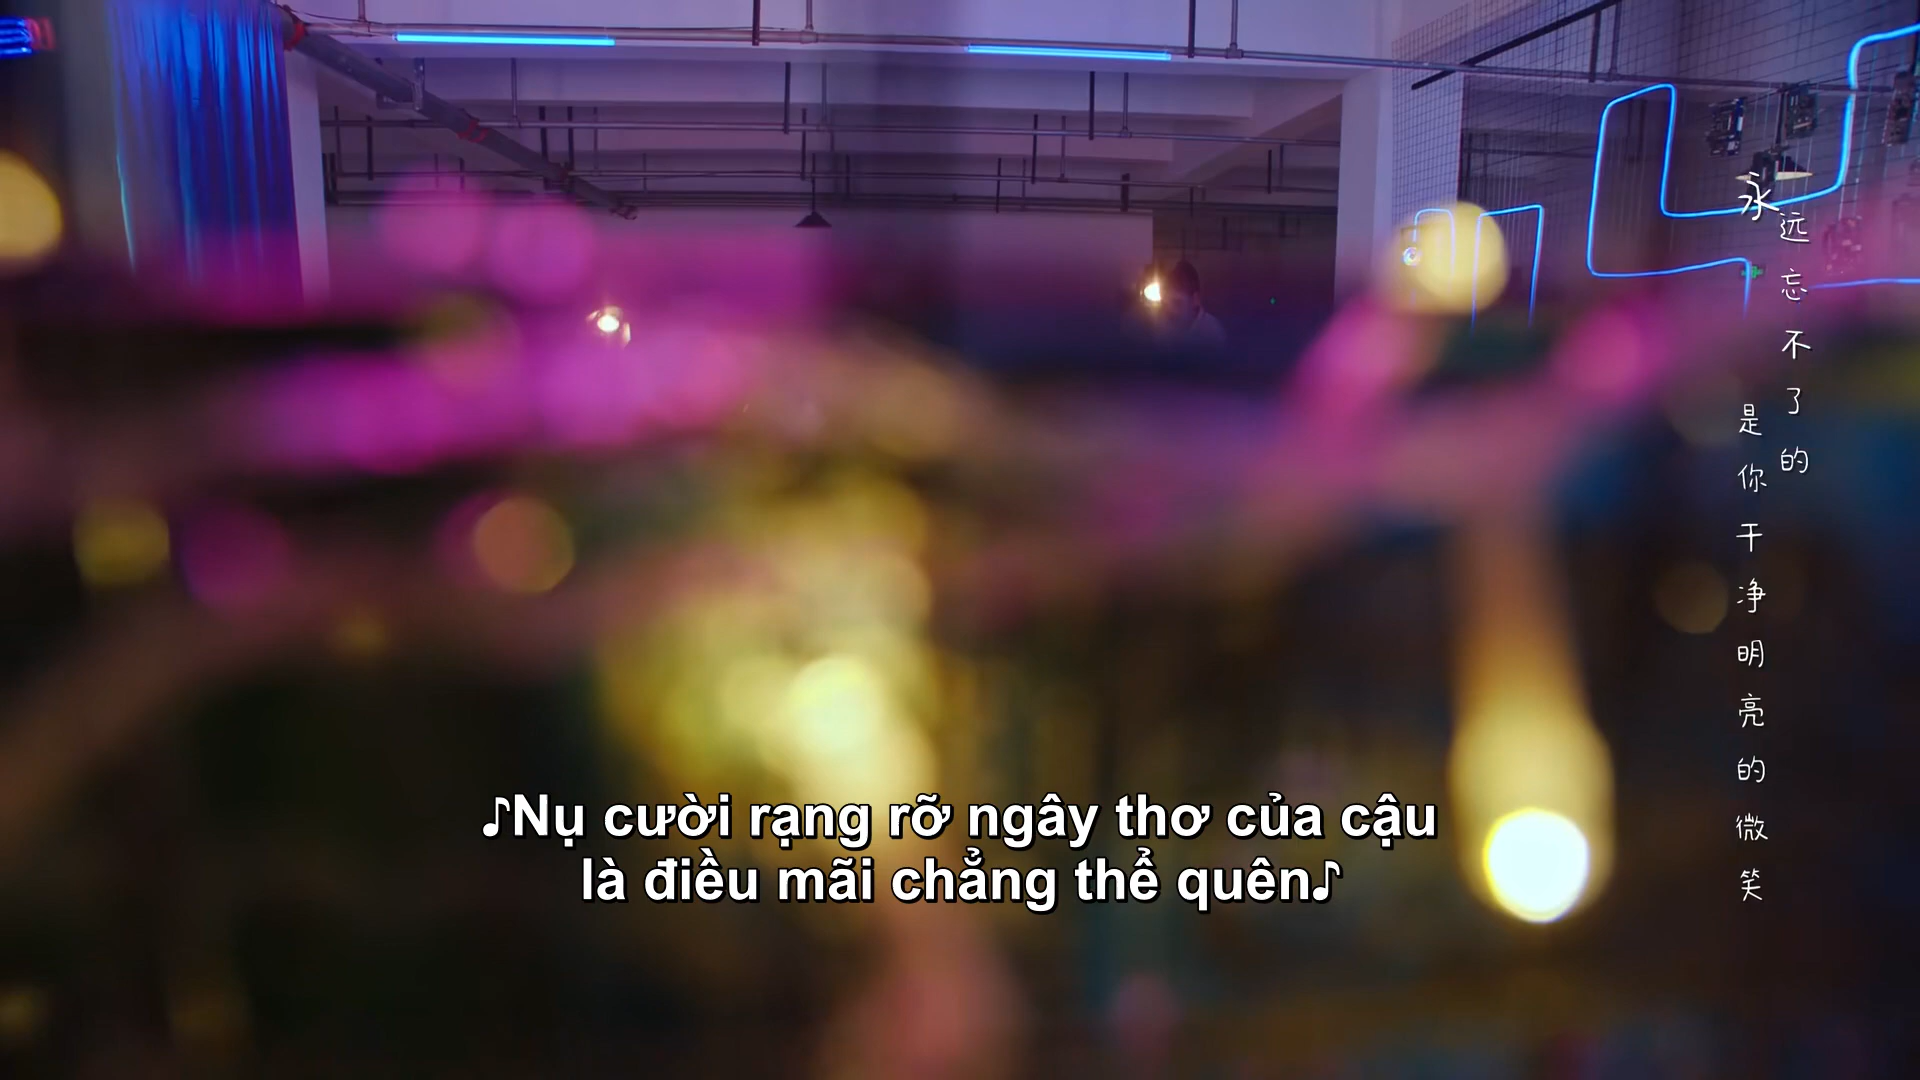 永远忘不了的
是你干净明亮的微笑
♪Nụ cười rạng rỡ ngây thơ của cậu
là điều mãi chẳng thể quên♪